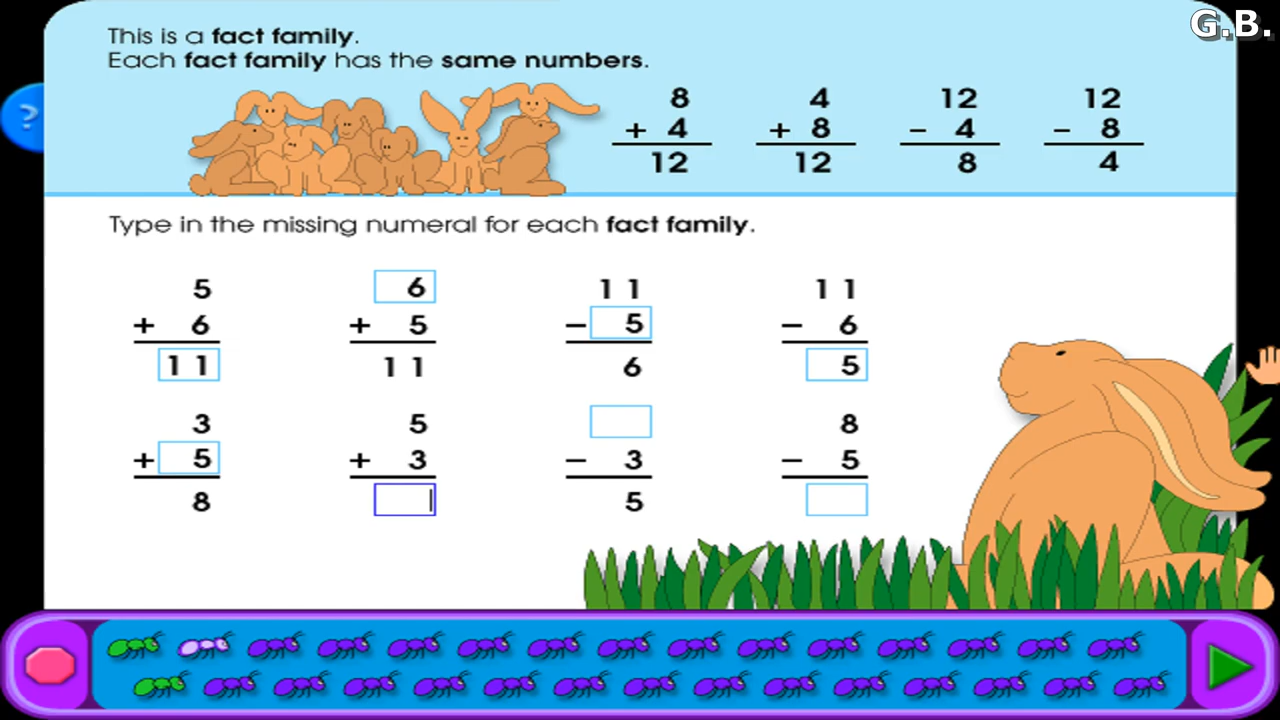 G.B.
This is a fact family.
Each fact family has the same numbers.
8 4 12 12
+ 4 + 8 - 4 - 8
12 12 8 4
?
Type in the missing numeral for each fact family.
5 6 11 11
+ 6 + 5 - 5 - 6
11 11 6 5
3 5 8
+ 5 + 3 - 3 - 5
8 5